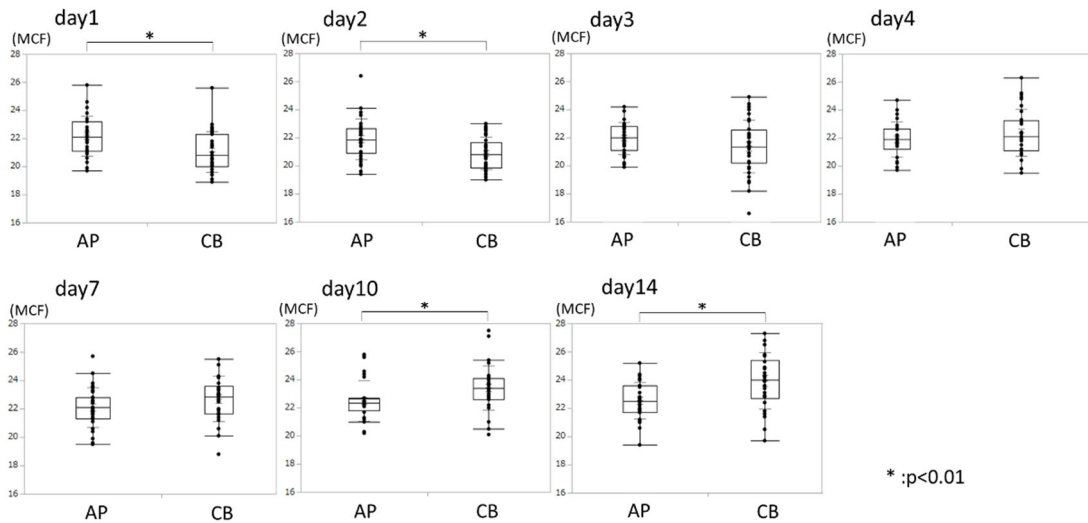 day1 day2 day3 day4
(MCF) * (MCF) * (MCF) (MCF)
28 28 28 28
26 26 26 26
24 24 24 24
22 22 22 22
20 20 20 20
18 18 18 18
16 16 16 16
AP CB AP CB AP CB AP CB
day7 day10 day14
(MCF) (MCF) * (MCF) *
28 28 28
26 26 26
24 24 24
22 22 22
20 20 20
18 18 18
16 16 16
* :p<0.01
AP CB AP CB AP CB